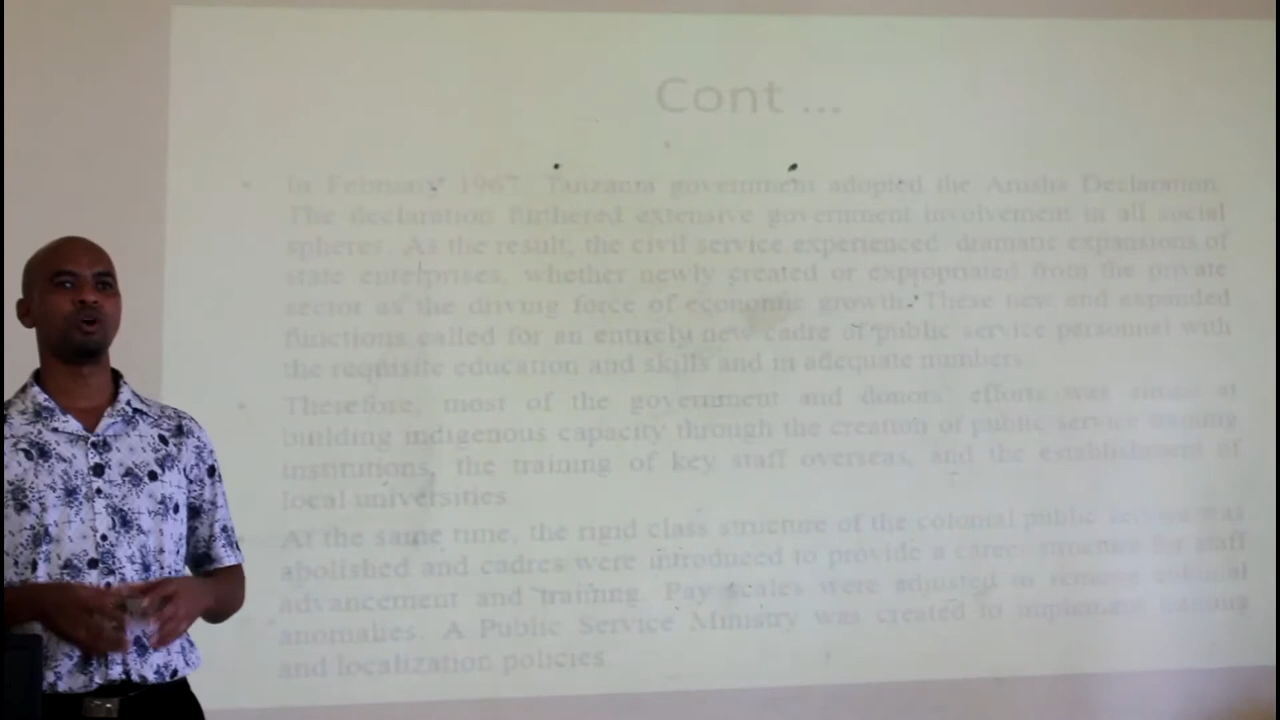 Cont ...
• In February 1967, Tanzania government adopted the Arusha Declaration.
The declaration furthered extensive government involvement in all social
spheres. As the result, the civil service experienced dramatic expansions of
state enterprises, whether newly created or expropriated from the private
sector as the driving force of economic growth. These new and expanded
functions called for an entirely new cadre of public service personnel with
the requisite education and skills and in adequate numbers.
• Therefore, most of the government and donors' efforts was aimed at
building indigenous capacity through the creation of public service training
institutions, the training of key staff overseas, and the establishment of
local universities.
At the same time, the rigid class structure of the colonial public service was
abolished and cadres were introduced to provide a career structure for staff
advancement and training. Pay scales were adjusted to remove colonial
anomalies. A Public Service Ministry was created to implement training
and localization policies